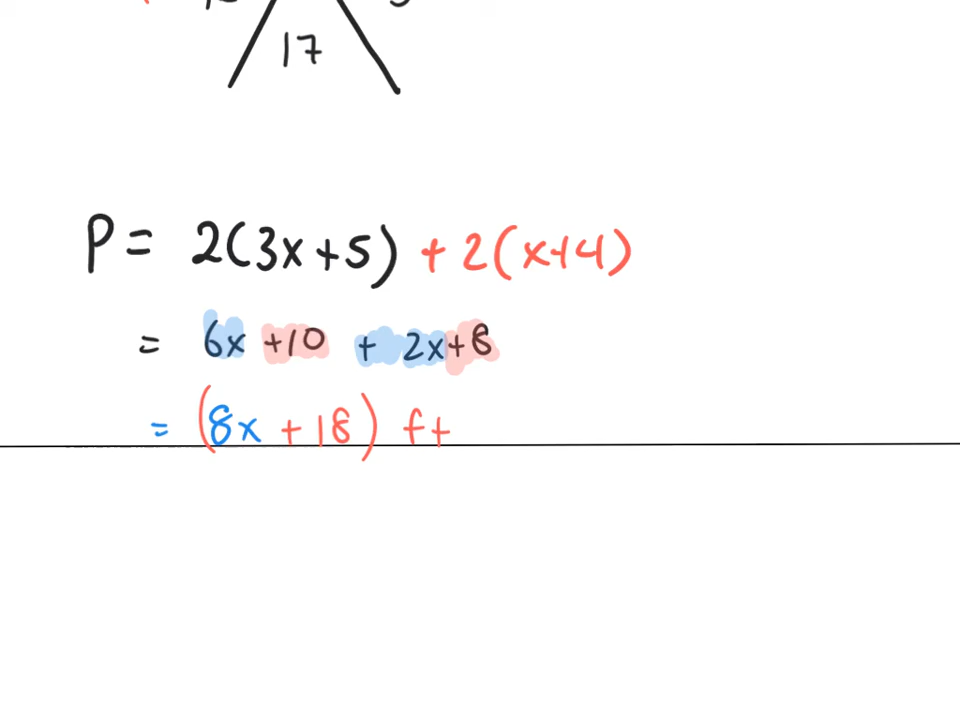 17
P = 2(3x+5) + 2(x+4)
= 6x +10 + 2x+8
= (8x + 18) ft